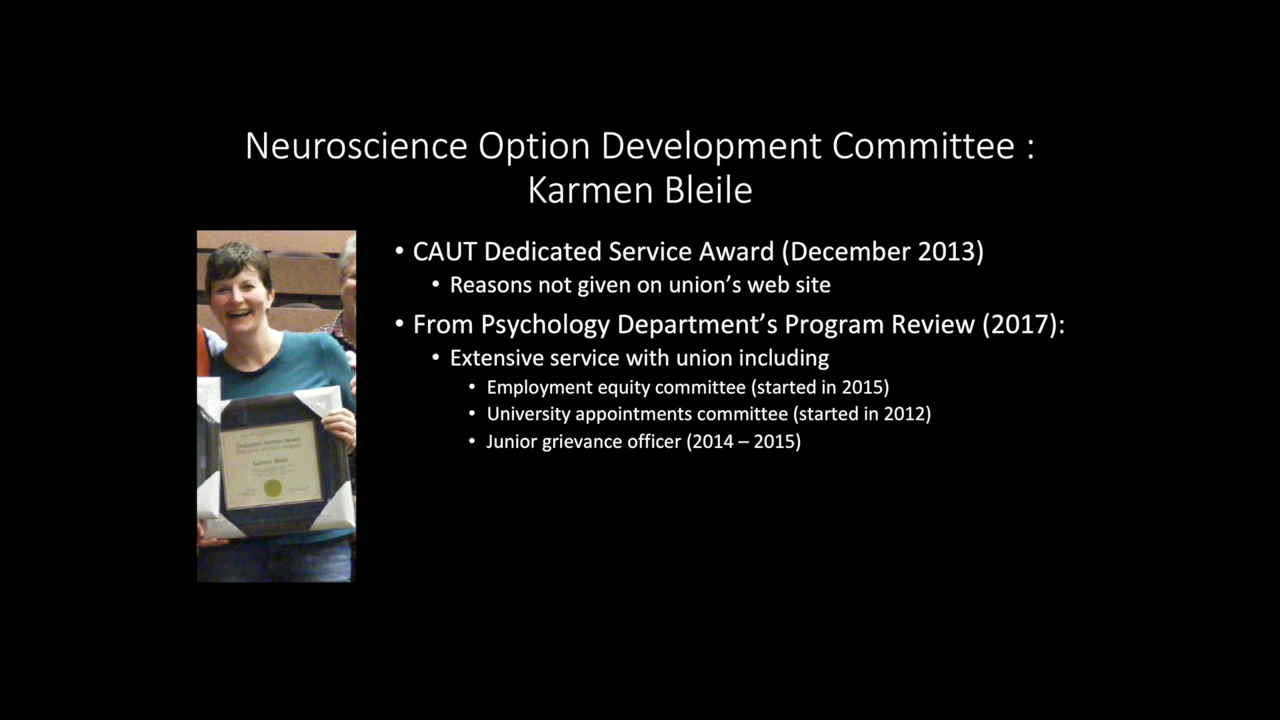 Neuroscience Option Development Committee :
Karmen Bleile
• CAUT Dedicated Service Award (December 2013)
• Reasons not given on union’s web site
• From Psychology Department’s Program Review (2017):
• Extensive service with union including
• Employment equity committee (started in 2015)
• University appointments committee (started in 2012)
• Junior grievance officer (2014 – 2015)
Dedicated Service Award
Karmen Bleile